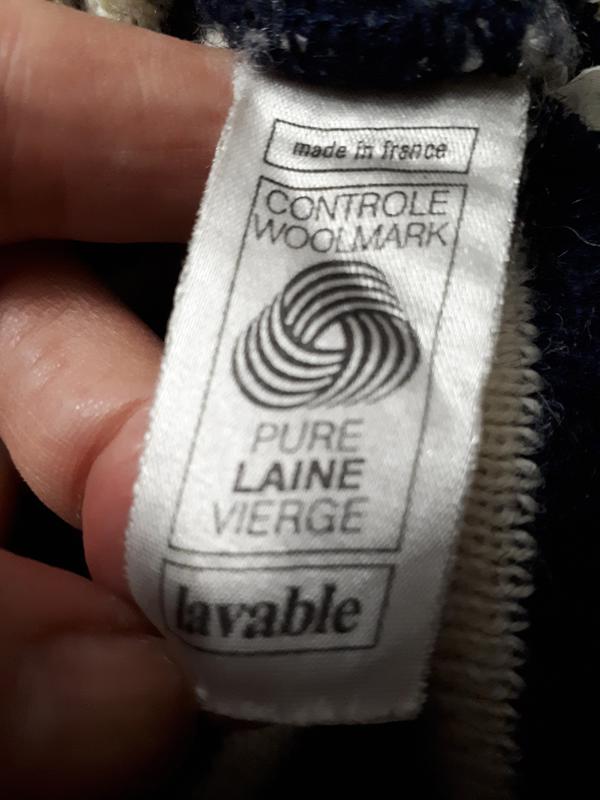 made in france
CONTROLE
WOOLMARK
PURE
LAINE
VIERGE
lavable